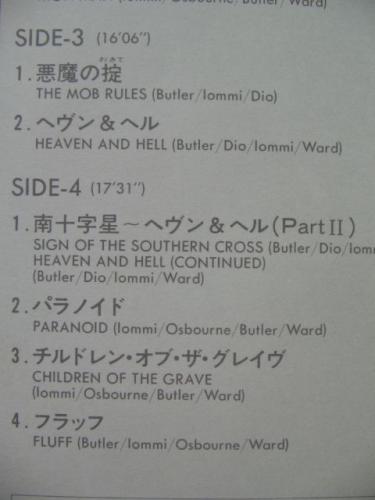 SIDE-3 (16'06")
おきて
1.悪魔の掟
THE MOB RULES (Butler/Iommi/Dio)
2.ヘヴン&ヘル
HEAVEN AND HELL (Butler/Dio/Iommi/Ward)
SIDE-4 (17'31")
1.南十字星~ヘヴン&ヘル(Part II)
SIGN OF THE SOUTHERN CROSS (Butler/Dio/
HEAVEN AND HELL (CONTINUED)
(Butler/Dio/Iommi/Ward)
2.パラノイド
PARANOID (Iommi/Osbourne/Butler/Ward)
3.チルドレン・オブ・ザ・グレイヴ
CHILDREN OF THE GRAVE
(Iommi/Osbourne/Butler/Ward)
4.フラッフ
FLUFF (Butler/Iommi/Osbourne/Ward)